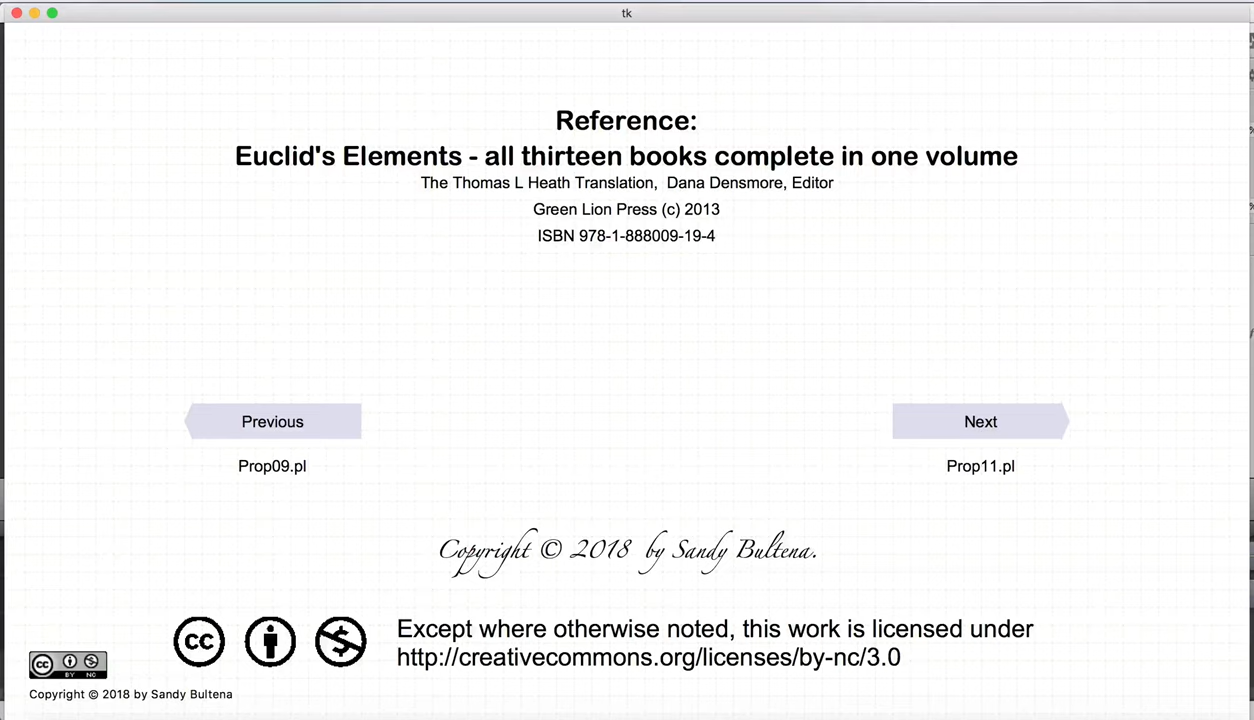 tk
Reference:
Euclid's Elements - all thirteen books complete in one volume
The Thomas L Heath Translation,  Dana Densmore, Editor
Green Lion Press (c) 2013
ISBN 978-1-888009-19-4
Previous
Next
Prop09.pl
Prop11.pl
Copyright © 2018 by Sandy Bultena.
cc
Except where otherwise noted, this work is licensed under
http://creativecommons.org/licenses/by-nc/3.0
cc BY NC
Copyright © 2018 by Sandy Bultena